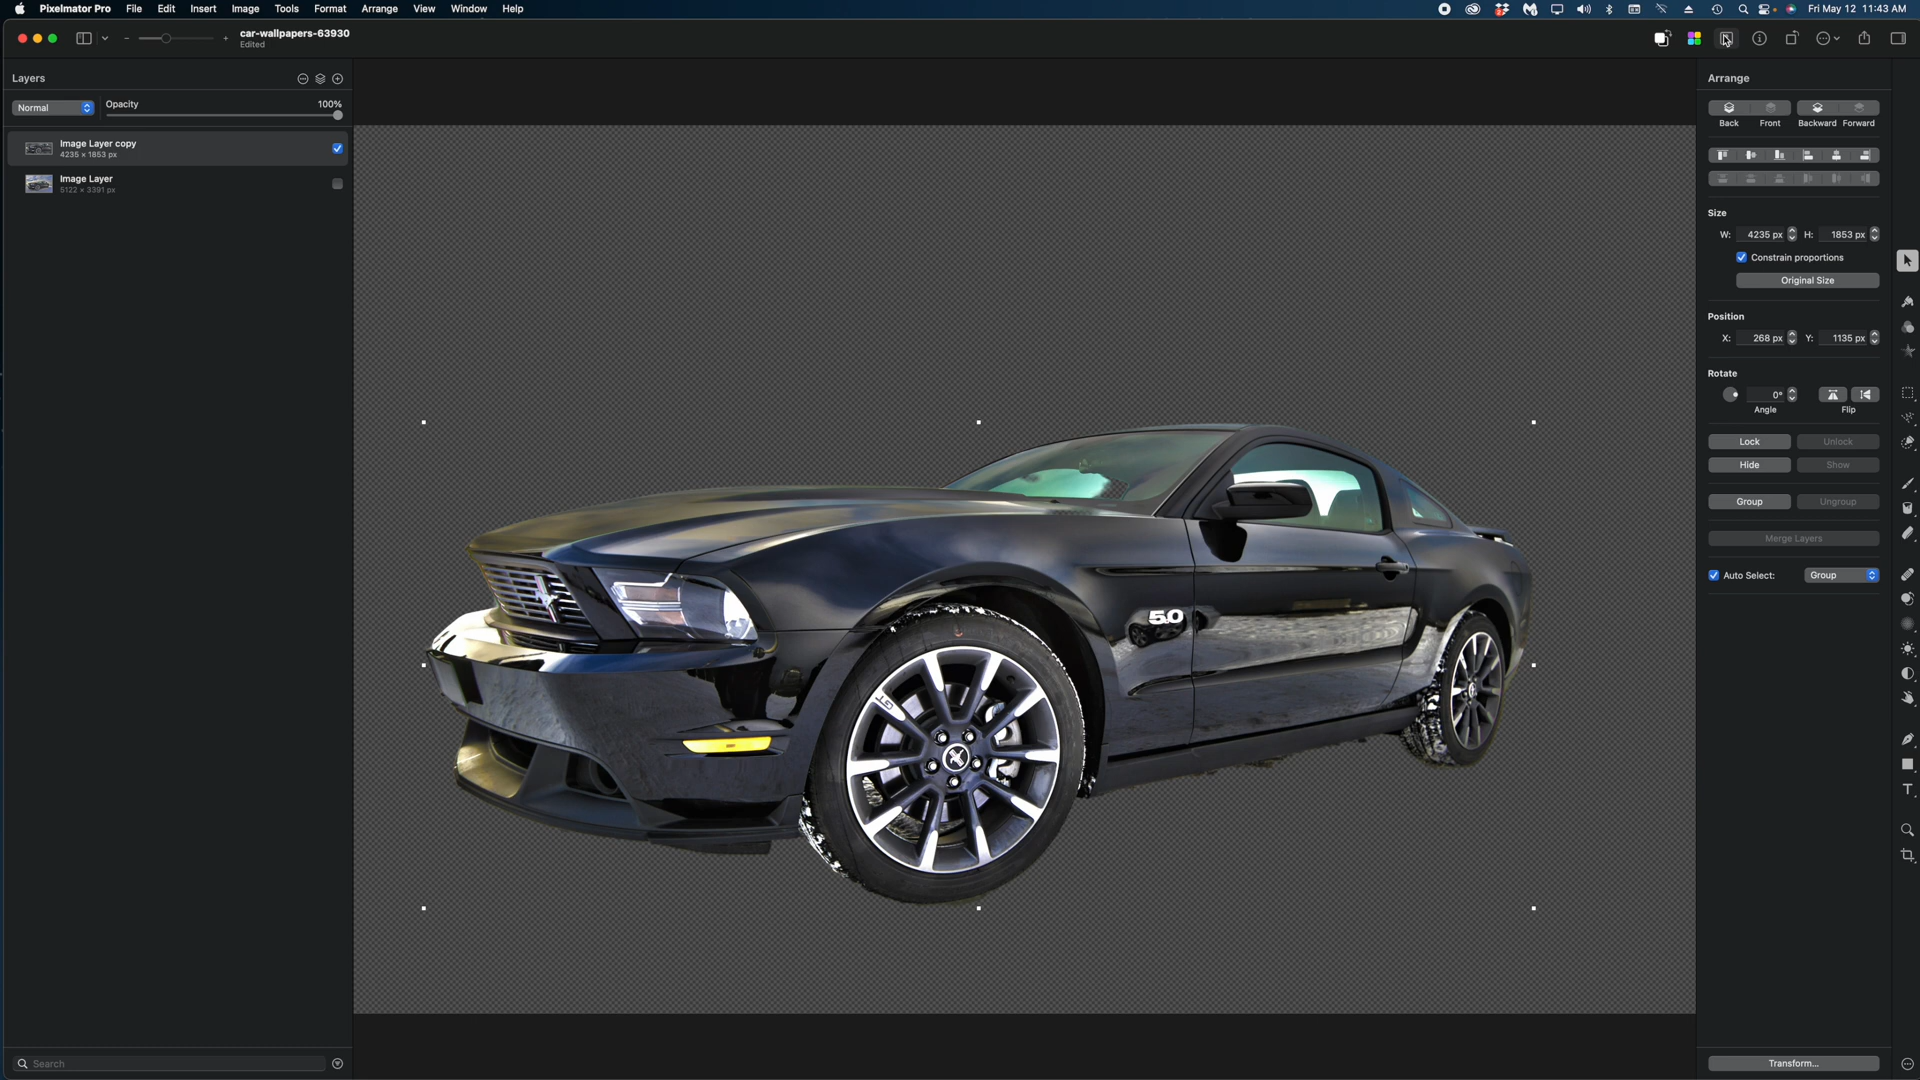 Pixelmator Pro File Edit Insert Image Tools Format Arrange View Window Help
Fri May 12 11:43 AM
car-wallpapers-63930
Edited
Layers
Normal
Opacity 100%
Image Layer copy
4235 × 1853 px
Image Layer
5122 × 3391 px
Search
5.0
GT
Arrange
Back Front Backward Forward
Size
W: 4235 px H: 1853 px
Constrain proportions
Original Size
Position
X: 268 px Y: 1135 px
Rotate
0°
Angle Flip
Lock Unlock
Hide Show
Group Ungroup
Merge Layers
Auto Select: Group
Transform...